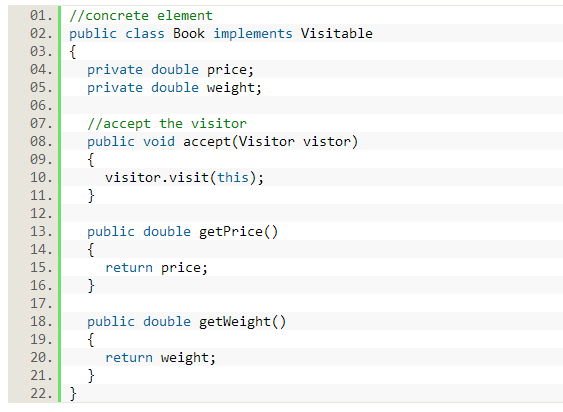 01. //concrete element
02. public class Book implements Visitable
03. {
04.   private double price;
05.   private double weight;
06.
07.   //accept the visitor
08.   public void accept(Visitor vistor)
09.   {
10.     visitor.visit(this);
11.   }
12.
13.   public double getPrice()
14.   {
15.     return price;
16.   }
17.
18.   public double getWeight()
19.   {
20.     return weight;
21.   }
22. }